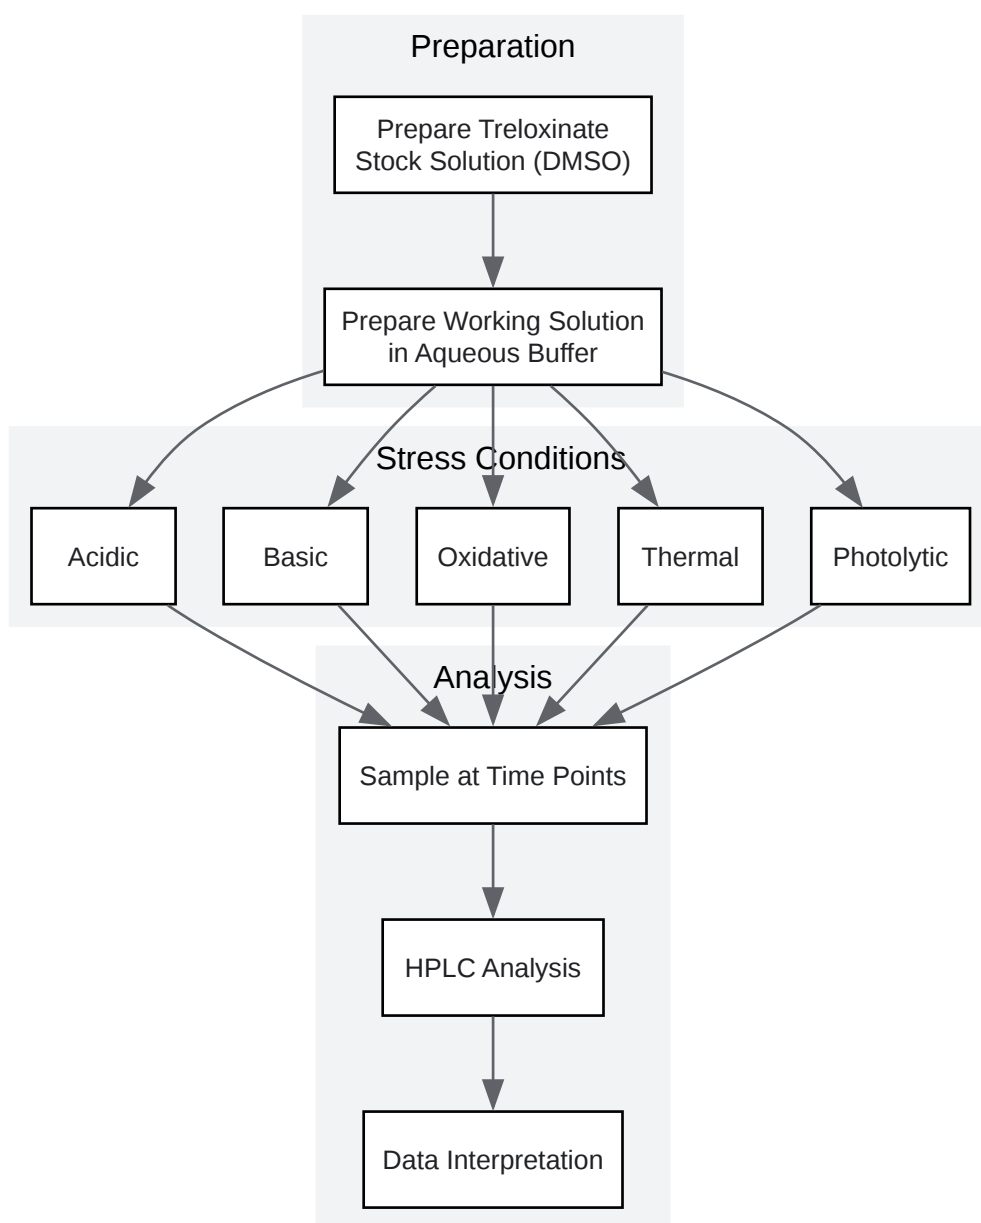 Preparation
Prepare Treloxinate
Stock Solution (DMSO)
Prepare Working Solution
in Aqueous Buffer
Stress Conditions
Acidic
Basic
Oxidative
Thermal
Photolytic
Analysis
Sample at Time Points
HPLC Analysis
Data Interpretation